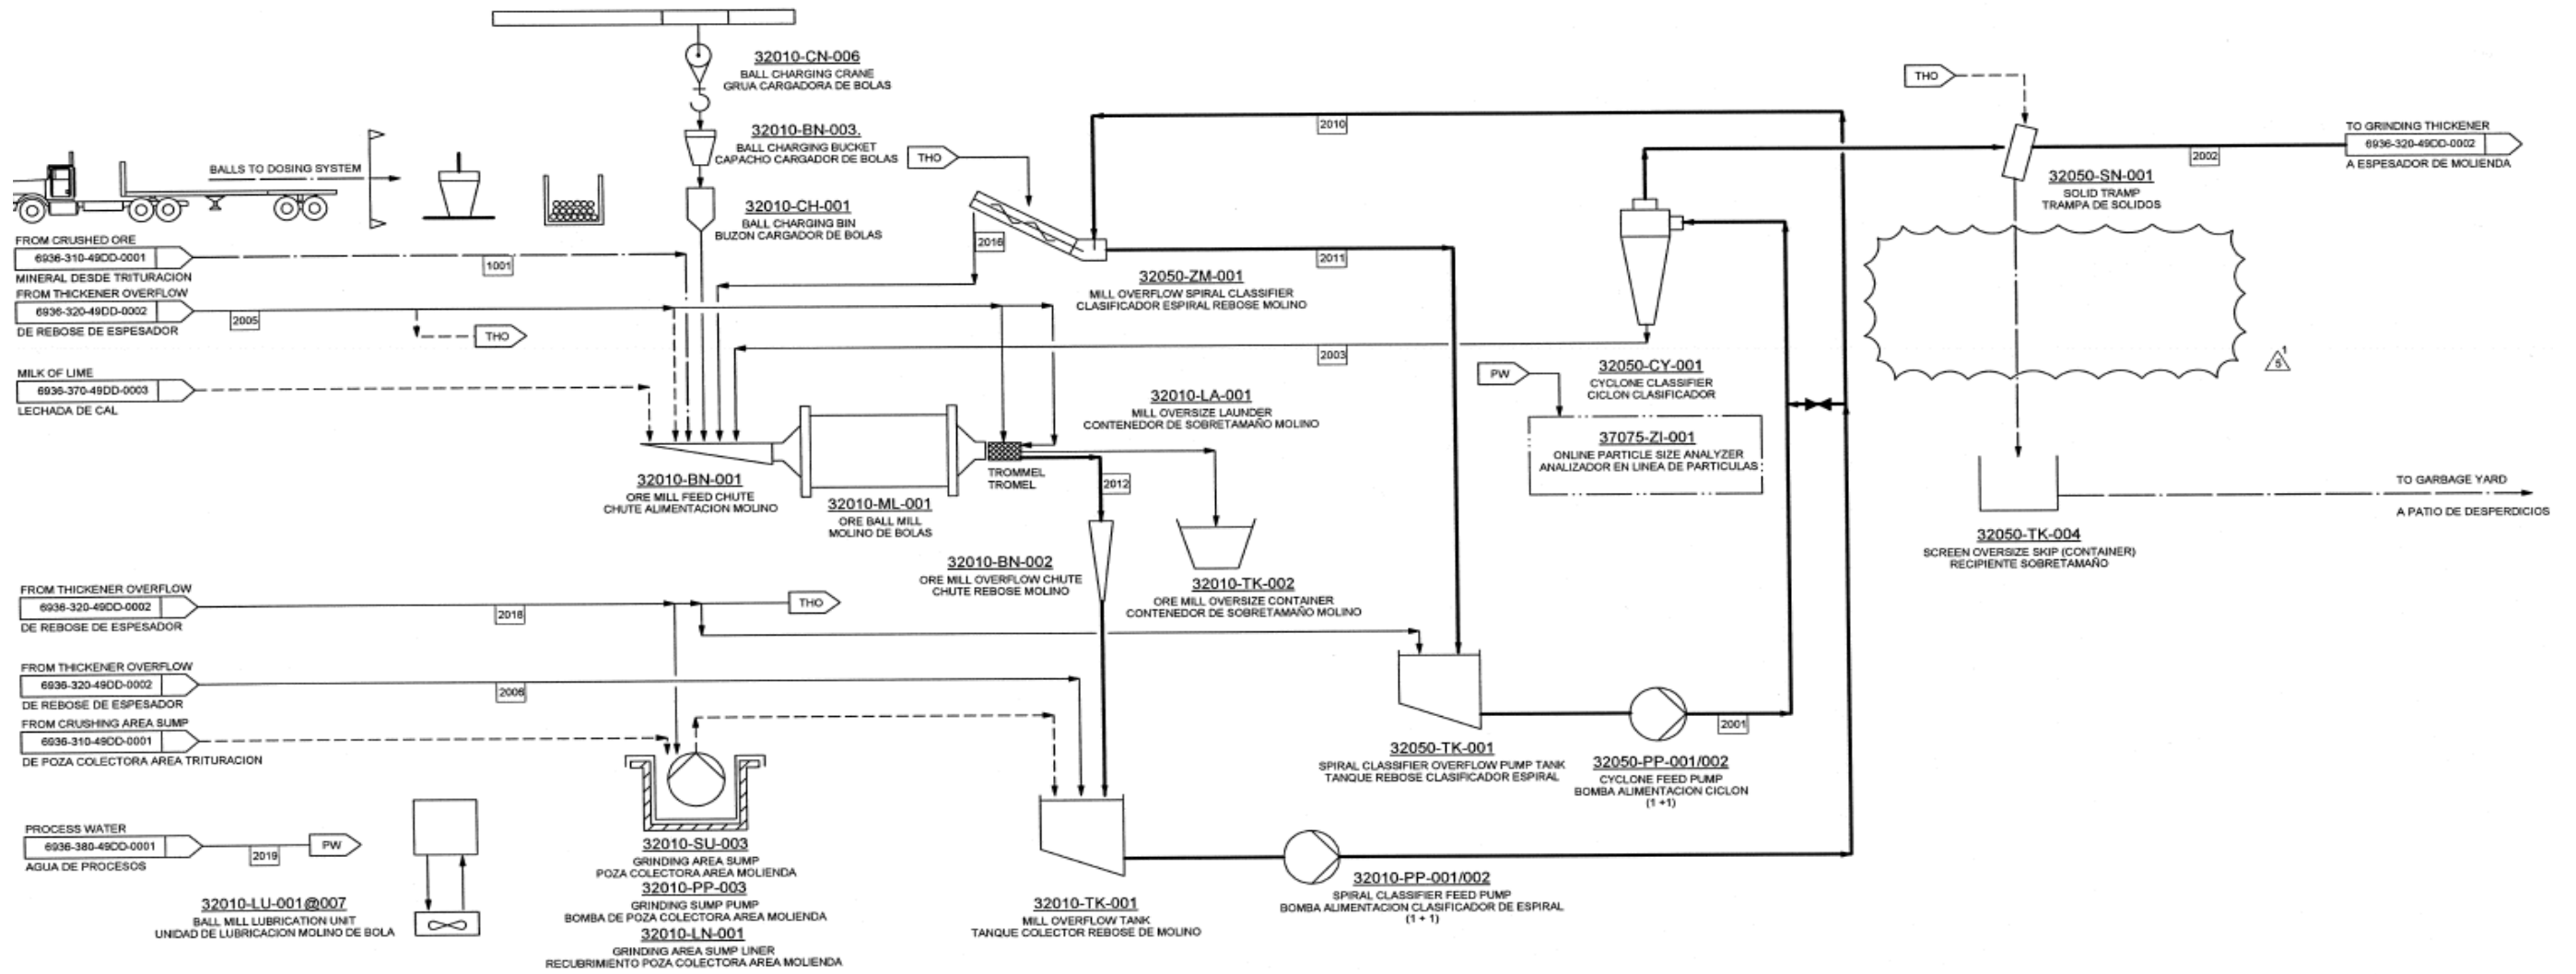 32010-CN-006
BALL CHARGING CRANE
GRUA CARGADORA DE BOLAS
32010-BN-003.
BALL CHARGING BUCKET
CAPACHO CARGADOR DE BOLAS
32010-CH-001
BALL CHARGING BIN
BUZON CARGADOR DE BOLAS
BALLS TO DOSING SYSTEM
THO
2010
THO
TO GRINDING THICKENER
6936-320-49DD-0002
A ESPESADOR DE MOLIENDA
2002
32050-SN-001
SOLID TRAMP
TRAMPA DE SOLIDOS
FROM CRUSHED ORE
6936-310-49DD-0001
MINERAL DESDE TRITURACION
1001
FROM THICKENER OVERFLOW
6936-320-49DD-0002
DE REBOSE DE ESPESADOR
2005
THO
MILK OF LIME
6936-370-49DD-0003
LECHADA DE CAL
2016
2011
32050-ZM-001
MILL OVERFLOW SPIRAL CLASSIFIER
CLASIFICADOR ESPIRAL REBOSE MOLINO
2003
32050-CY-001
CYCLONE CLASSIFIER
CICLON CLASIFICADOR
PW
37075-ZI-001
ONLINE PARTICLE SIZE ANALYZER
ANALIZADOR EN LINEA DE PARTICULAS
1
5
32010-LA-001
MILL OVERSIZE LAUNDER
CONTENEDOR DE SOBRETAMAÑO MOLINO
TROMMEL
TROMEL
2012
32010-BN-001
ORE MILL FEED CHUTE
CHUTE ALIMENTACION MOLINO
32010-ML-001
ORE BALL MILL
MOLINO DE BOLAS
32010-BN-002
ORE MILL OVERFLOW CHUTE
CHUTE REBOSE MOLINO
32010-TK-002
ORE MILL OVERSIZE CONTAINER
CONTENEDOR DE SOBRETAMAÑO MOLINO
TO GARBAGE YARD
A PATIO DE DESPERDICIOS
32050-TK-004
SCREEN OVERSIZE SKIP (CONTAINER)
RECIPIENTE SOBRETAMAÑO
FROM THICKENER OVERFLOW
6936-320-49DD-0002
DE REBOSE DE ESPESADOR
2018
THO
FROM THICKENER OVERFLOW
6936-320-49DD-0002
DE REBOSE DE ESPESADOR
2006
FROM CRUSHING AREA SUMP
6936-310-49DD-0001
DE POZA COLECTORA AREA TRITURACION
2001
32050-TK-001
SPIRAL CLASSIFIER OVERFLOW PUMP TANK
TANQUE REBOSE CLASIFICADOR ESPIRAL
32050-PP-001/002
CYCLONE FEED PUMP
BOMBA ALIMENTACION CICLON
(1 +1)
PROCESS WATER
6936-380-49DD-0001
AGUA DE PROCESOS
2019
PW
32010-LU-001@007
BALL MILL LUBRICATION UNIT
UNIDAD DE LUBRICACION MOLINO DE BOLA
32010-SU-003
GRINDING AREA SUMP
POZA COLECTORA AREA MOLIENDA
32010-PP-003
GRINDING SUMP PUMP
BOMBA DE POZA COLECTORA AREA MOLIENDA
32010-LN-001
GRINDING AREA SUMP LINER
RECUBRIMIENTO POZA COLECTORA AREA MOLIENDA
32010-TK-001
MILL OVERFLOW TANK
TANQUE COLECTOR REBOSE DE MOLINO
32010-PP-001/002
SPIRAL CLASSIFIER FEED PUMP
BOMBA ALIMENTACION CLASIFICADOR DE ESPIRAL
(1 + 1)